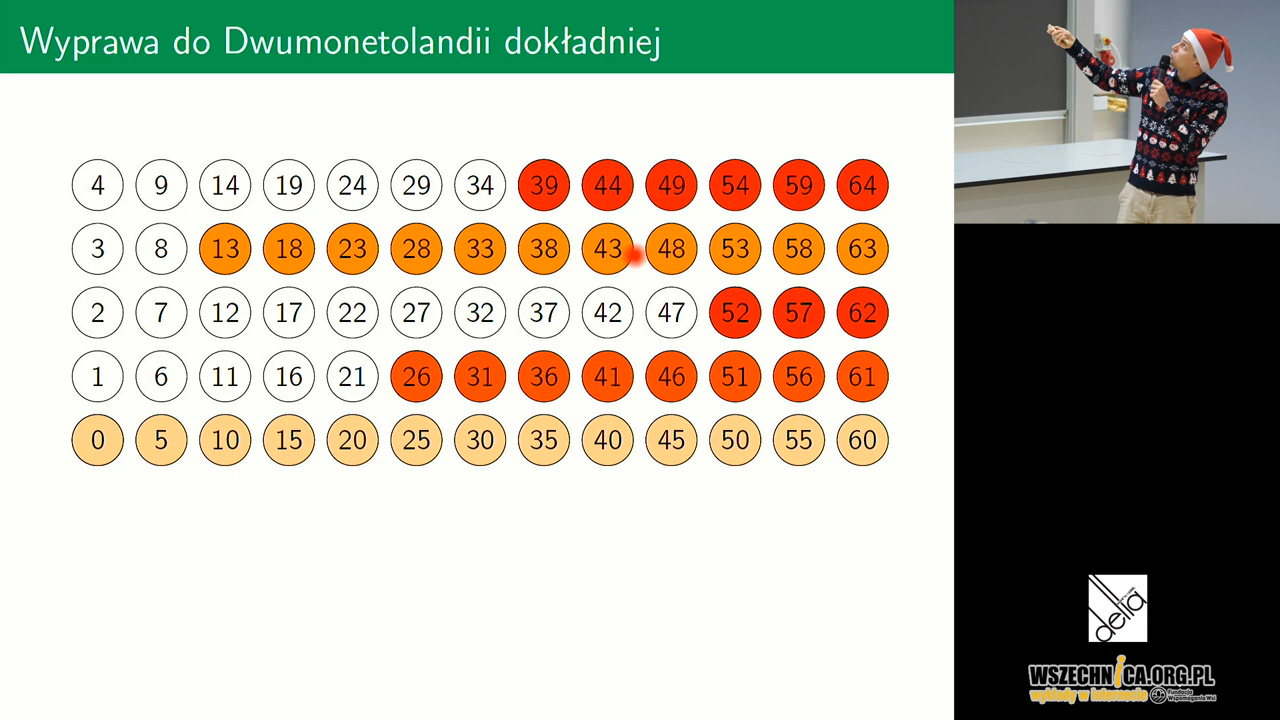 Wyprawa do Dwumonetolandii dokładniej
4 9 14 19 24 29 34 39 44 49 54 59 64
3 8 13 18 23 28 33 38 43 48 53 58 63
2 7 12 17 22 27 32 37 42 47 52 57 62
1 6 11 16 21 26 31 36 41 46 51 56 61
0 5 10 15 20 25 30 35 40 45 50 55 60
delta
WSZECHNICA.ORG.PL
wykłady w internecie
Fundacja
Wspomagania Wsi